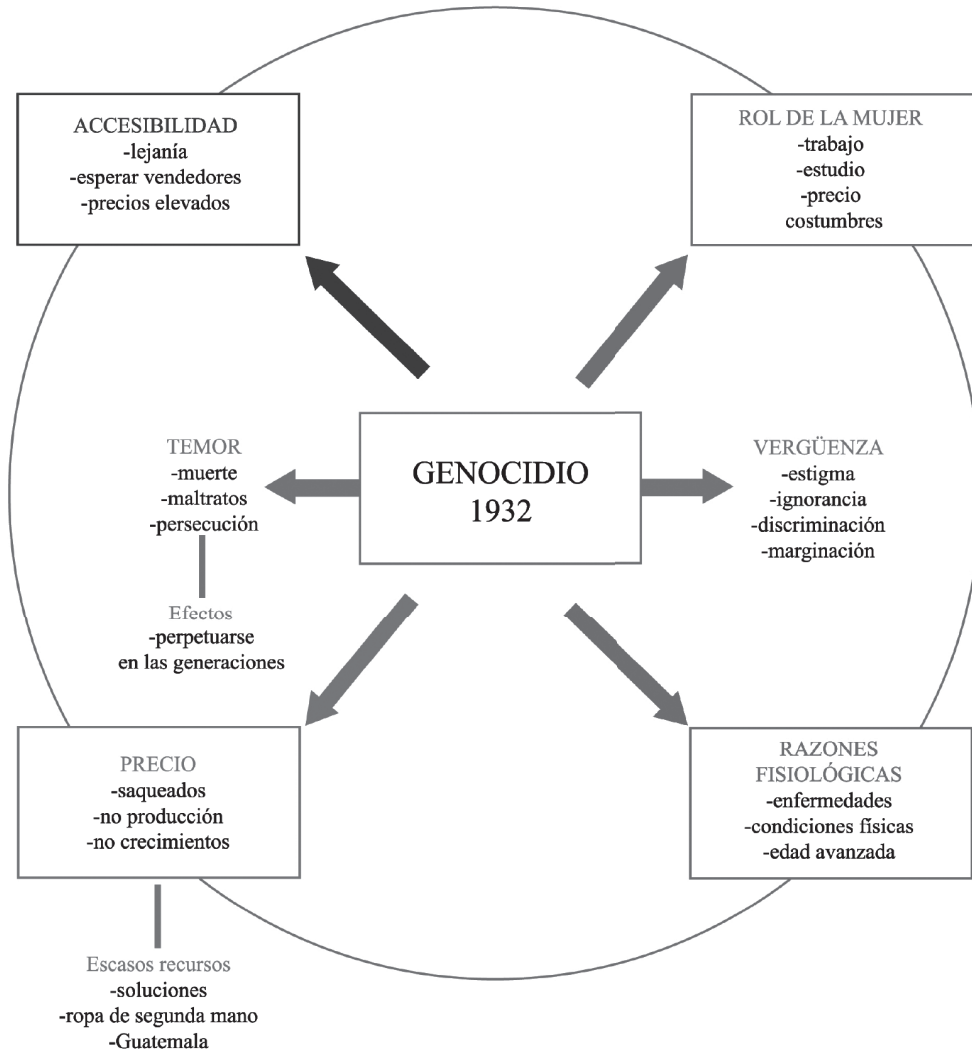 ACCESIBILIDAD
-lejanía
-esperar vendedores
-precios elevados
ROL DE LA MUJER
-trabajo
-estudio
-precio
costumbres
TEMOR
-muerte
-maltratos
-persecución
Efectos
-perpetuarse
en las generaciones
GENOCIDIO
1932
VERGÜENZA
-estigma
-ignorancia
-discriminación
-marginación
PRECIO
-saqueados
-no producción
-no crecimientos
Escasos recursos
-soluciones
-ropa de segunda mano
-Guatemala
RAZONES
FISIOLÓGICAS
-enfermedades
-condiciones físicas
-edad avanzada